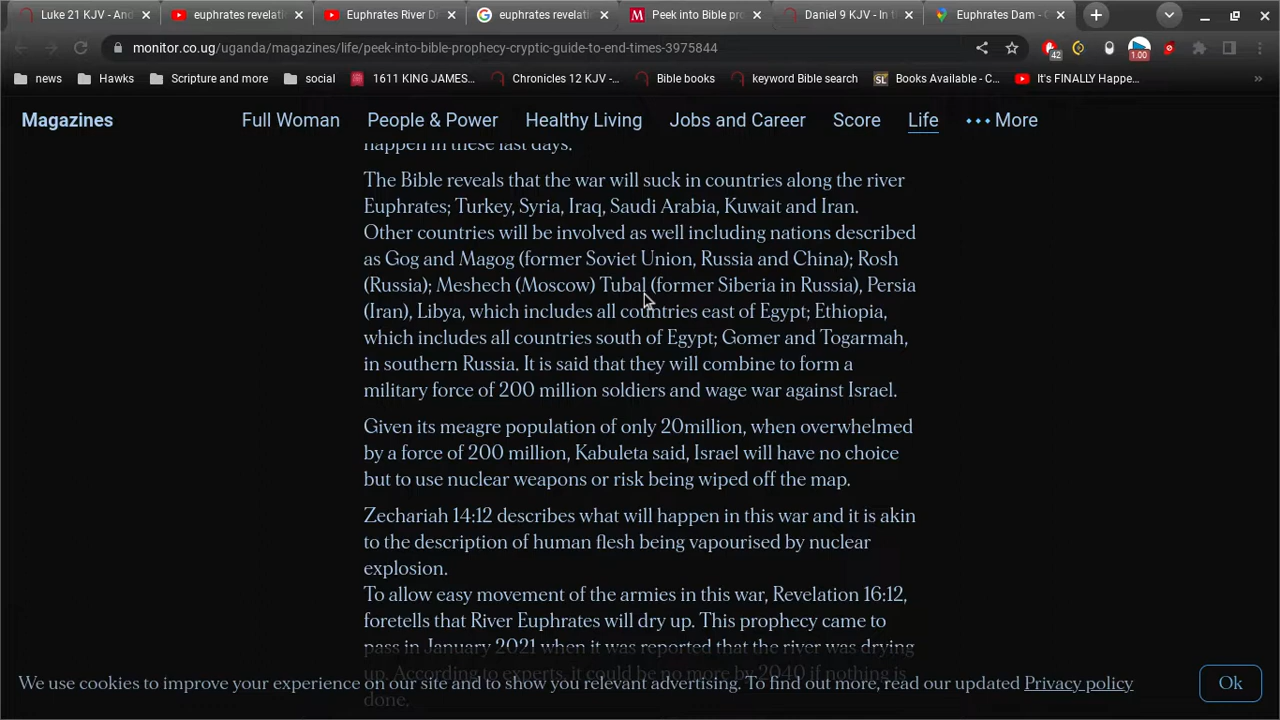 Luke 21 KJV - And
euphrates revelati
Euphrates River Dr
euphrates revelati
Peek into Bible pro
Daniel 9 KJV - In t
Euphrates Dam - G
monitor.co.ug/uganda/magazines/life/peek-into-bible-prophecy-cryptic-guide-to-end-times-3975844
42
1.00
news
Hawks
Scripture and more
social
1611 KING JAMES...
Chronicles 12 KJV -...
Bible books
keyword Bible search
SL
Books Available - C...
It's FINALLY Happe...
»
Magazines
Full Woman
People & Power
Healthy Living
Jobs and Career
Score
Life
More
happen in these last days.
The Bible reveals that the war will suck in countries along the river
Euphrates; Turkey, Syria, Iraq, Saudi Arabia, Kuwait and Iran.
Other countries will be involved as well including nations described
as Gog and Magog (former Soviet Union, Russia and China); Rosh
(Russia); Meshech (Moscow) Tubal (former Siberia in Russia), Persia
(Iran), Libya, which includes all countries east of Egypt; Ethiopia,
which includes all countries south of Egypt; Gomer and Togarmah,
in southern Russia. It is said that they will combine to form a
military force of 200 million soldiers and wage war against Israel.
Given its meagre population of only 20million, when overwhelmed
by a force of 200 million, Kabuleta said, Israel will have no choice
but to use nuclear weapons or risk being wiped off the map.
Zechariah 14:12 describes what will happen in this war and it is akin
to the description of human flesh being vapourised by nuclear
explosion.
To allow easy movement of the armies in this war, Revelation 16:12,
foretells that River Euphrates will dry up. This prophecy came to
pass in January 2021 when it was reported that the river was drying
up. According to experts, it could be no more by 2040 if nothing is
done.
We use cookies to improve your experience on our site and to show you relevant advertising. To find out more, read our updated Privacy policy
Ok